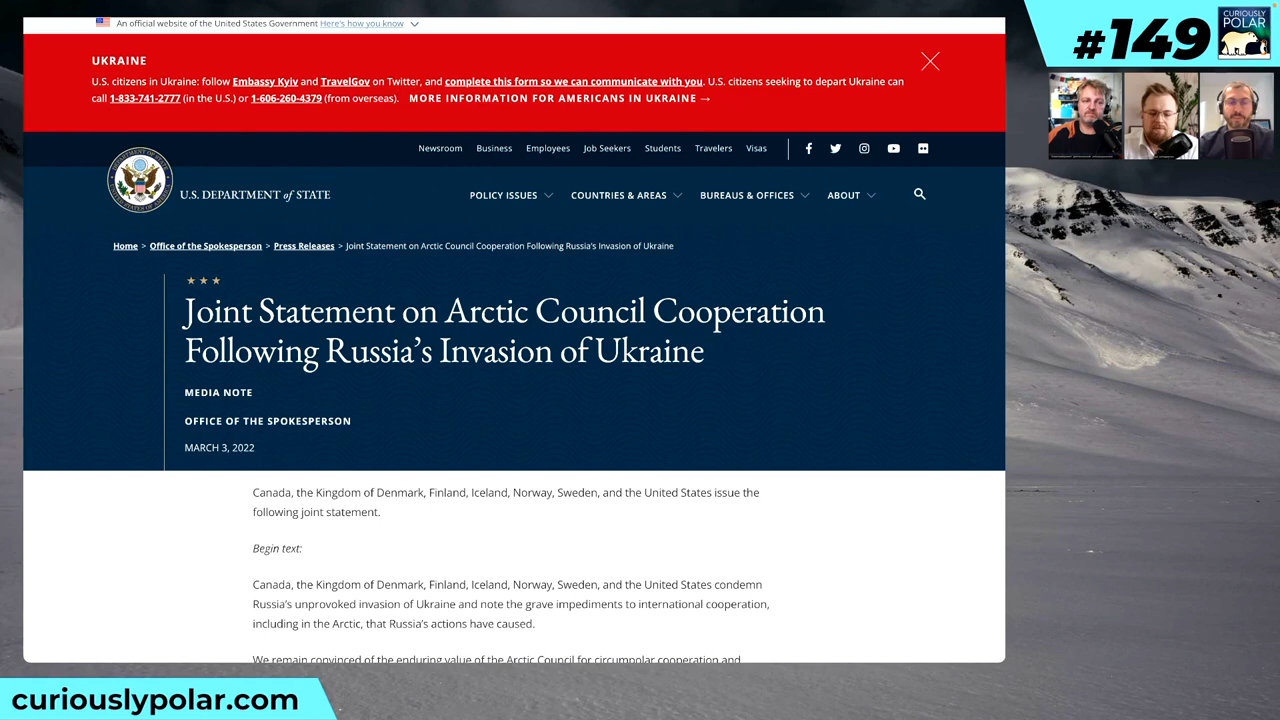 An official website of the United States Government Here's how you know
UKRAINE
U.S. citizens in Ukraine: follow Embassy Kyiv and TravelGov on Twitter, and complete this form so we can communicate with you. U.S. citizens seeking to depart Ukraine can
call 1-833-741-2777 (in the U.S.) or 1-606-260-4379 (from overseas). MORE INFORMATION FOR AMERICANS IN UKRAINE →
Newsroom Business Employees Job Seekers Students Travelers Visas
U.S. DEPARTMENT of STATE
POLICY ISSUES COUNTRIES & AREAS BUREAUS & OFFICES ABOUT
Home > Office of the Spokesperson > Press Releases > Joint Statement on Arctic Council Cooperation Following Russia's Invasion of Ukraine
Joint Statement on Arctic Council Cooperation
Following Russia's Invasion of Ukraine
MEDIA NOTE
OFFICE OF THE SPOKESPERSON
MARCH 3, 2022
Canada, the Kingdom of Denmark, Finland, Iceland, Norway, Sweden, and the United States issue the
following joint statement.
Begin text:
Canada, the Kingdom of Denmark, Finland, Iceland, Norway, Sweden, and the United States condemn
Russia's unprovoked invasion of Ukraine and note the grave impediments to international cooperation,
including in the Arctic, that Russia's actions have caused.
We remain convinced of the enduring value of the Arctic Council for circumpolar cooperation and
#149
CURIOUSLY
POLAR
curiouslypolar.com